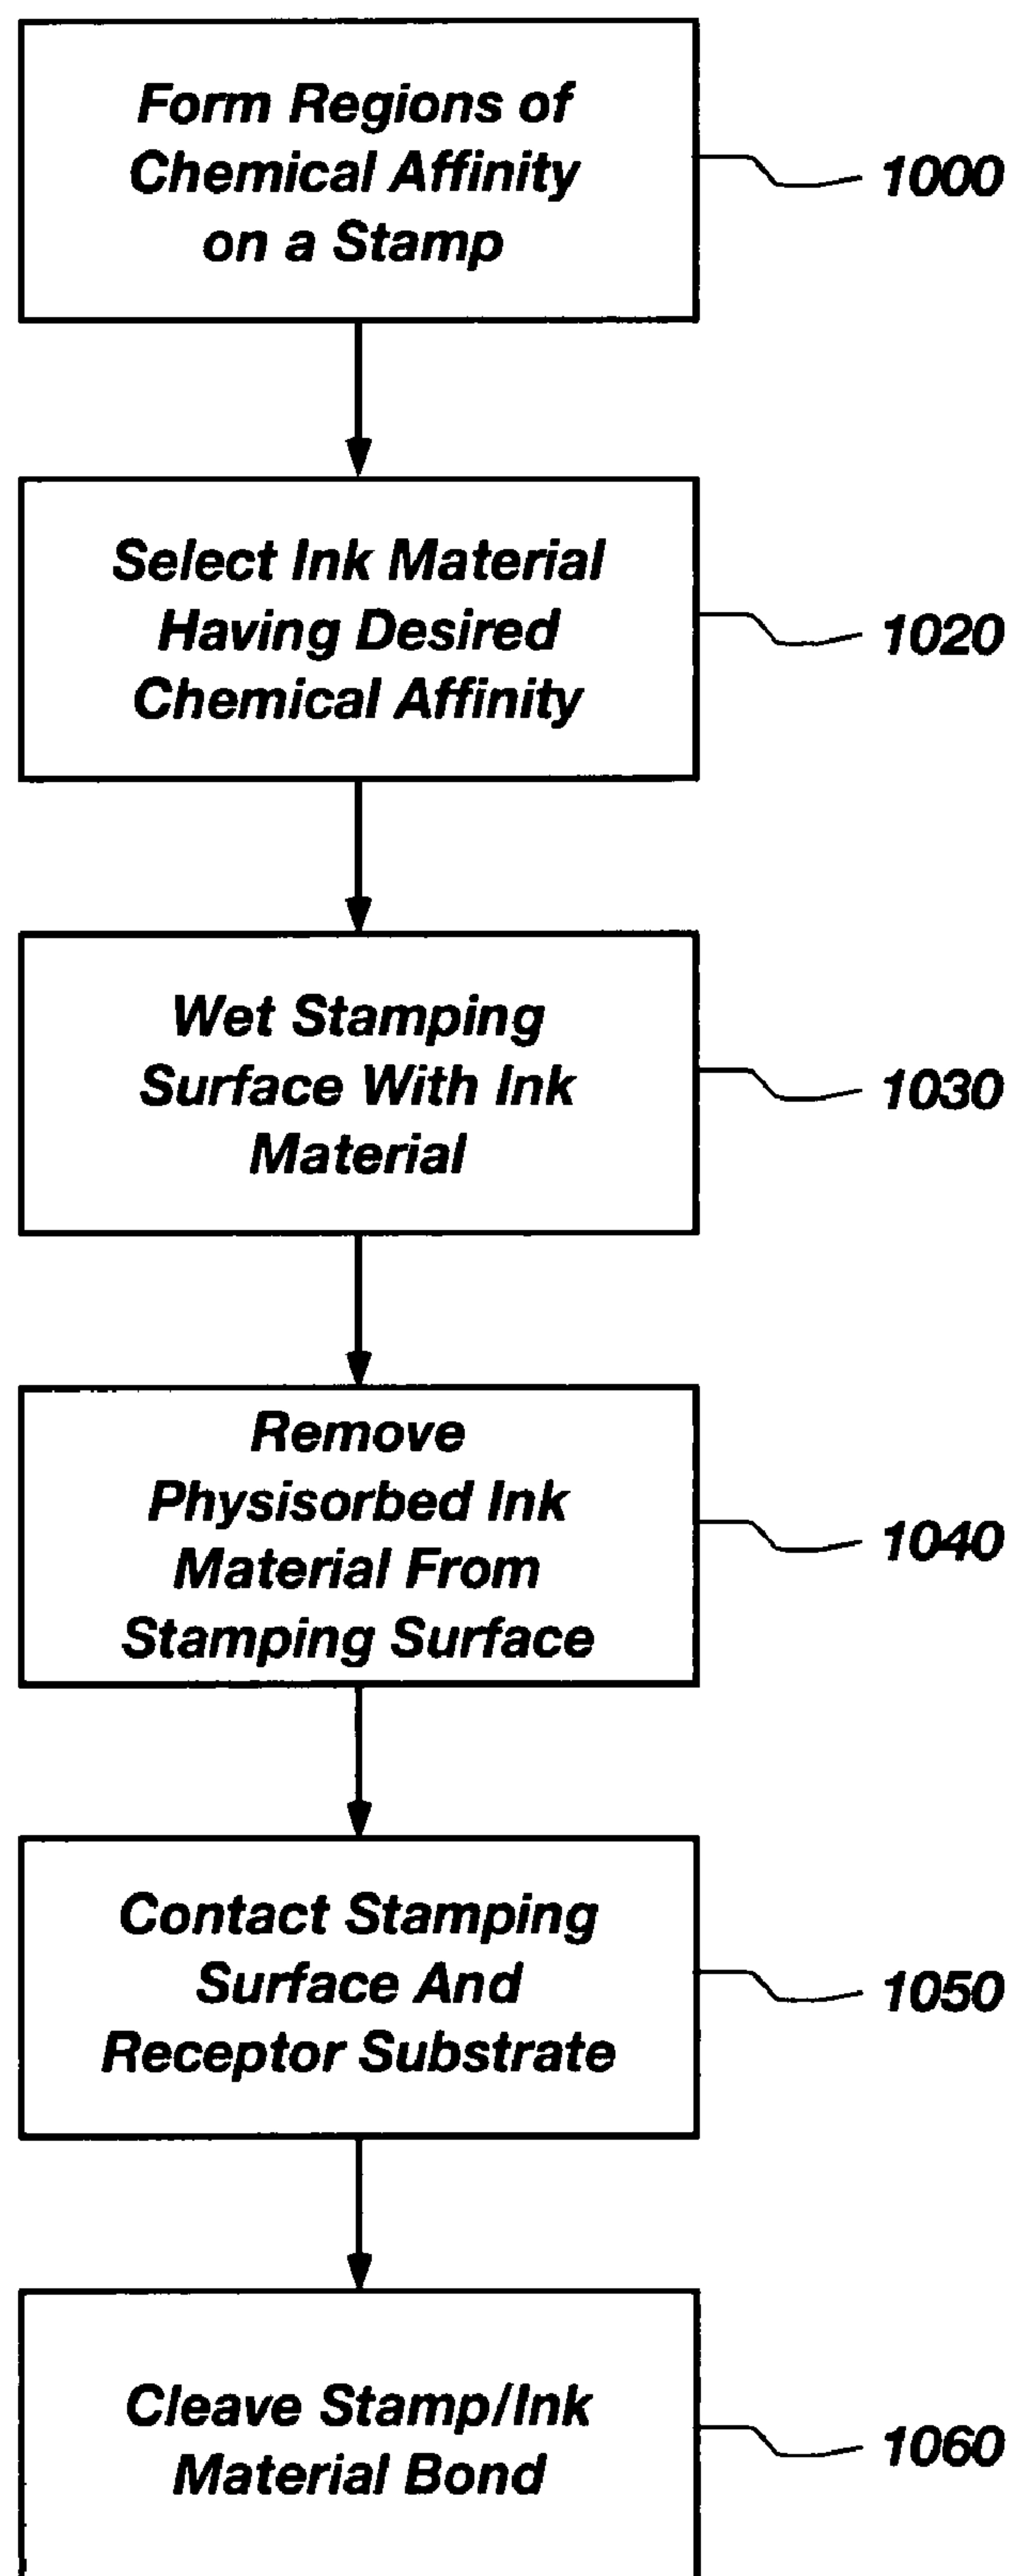 Form Regions of
Chemical Affinity
on a Stamp
1000
Select Ink Material
Having Desired
Chemical Affinity
1020
Wet Stamping
Surface With Ink
Material
1030
Remove
Physisorbed Ink
Material From
Stamping Surface
1040
Contact Stamping
Surface And
Receptor Substrate
1050
Cleave Stamp/Ink
Material Bond
1060